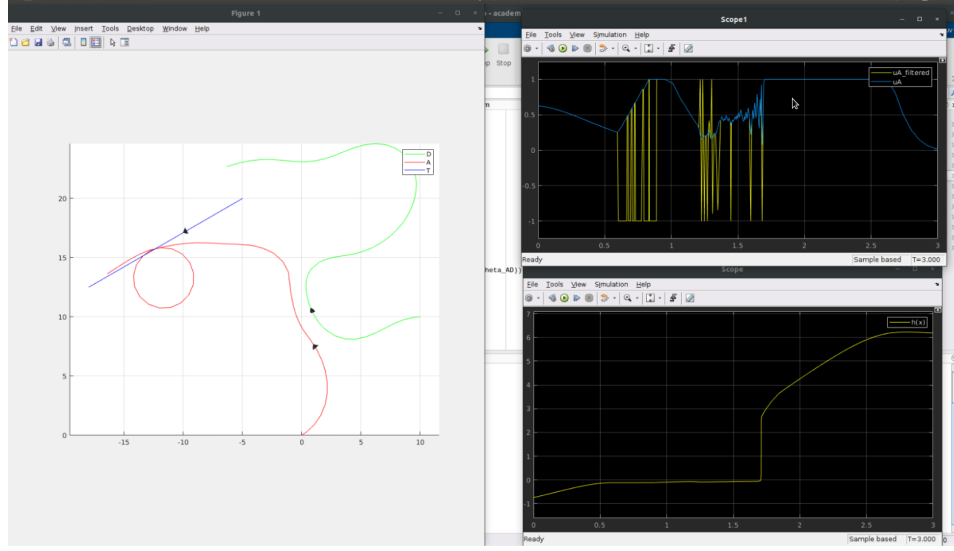 Figure 1
File Edit View Insert Tools Desktop Window Help
D
A
T
20
15
10
5
0
-15 -10 -5 0 5 10
- academ
Stop
heta_AD))
Scope1
File Tools View Simulation Help
uA_filtered
uA
1
0.5
0
-0.5
-1
0 0.5 1 1.5 2 2.5 3
Ready Sample based T=3.000
Scope
File Tools View Simulation Help
h(x)
7
6
5
4
3
2
1
0
-1
0 0.5 1 1.5 2 2.5 3
Ready Sample based T=3.000